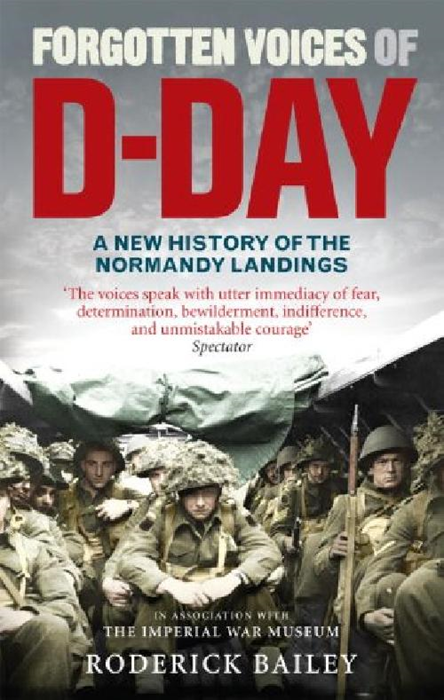 FORGOTTEN VOICES OF
D-DAY
A NEW HISTORY OF THE
NORMANDY LANDINGS
'The voices speak with utter immediacy of fear,
determination, bewilderment, indifference,
and unmistakable courage'
Spectator
IN ASSOCIATION WITH
THE IMPERIAL WAR MUSEUM
RODERICK BAILEY